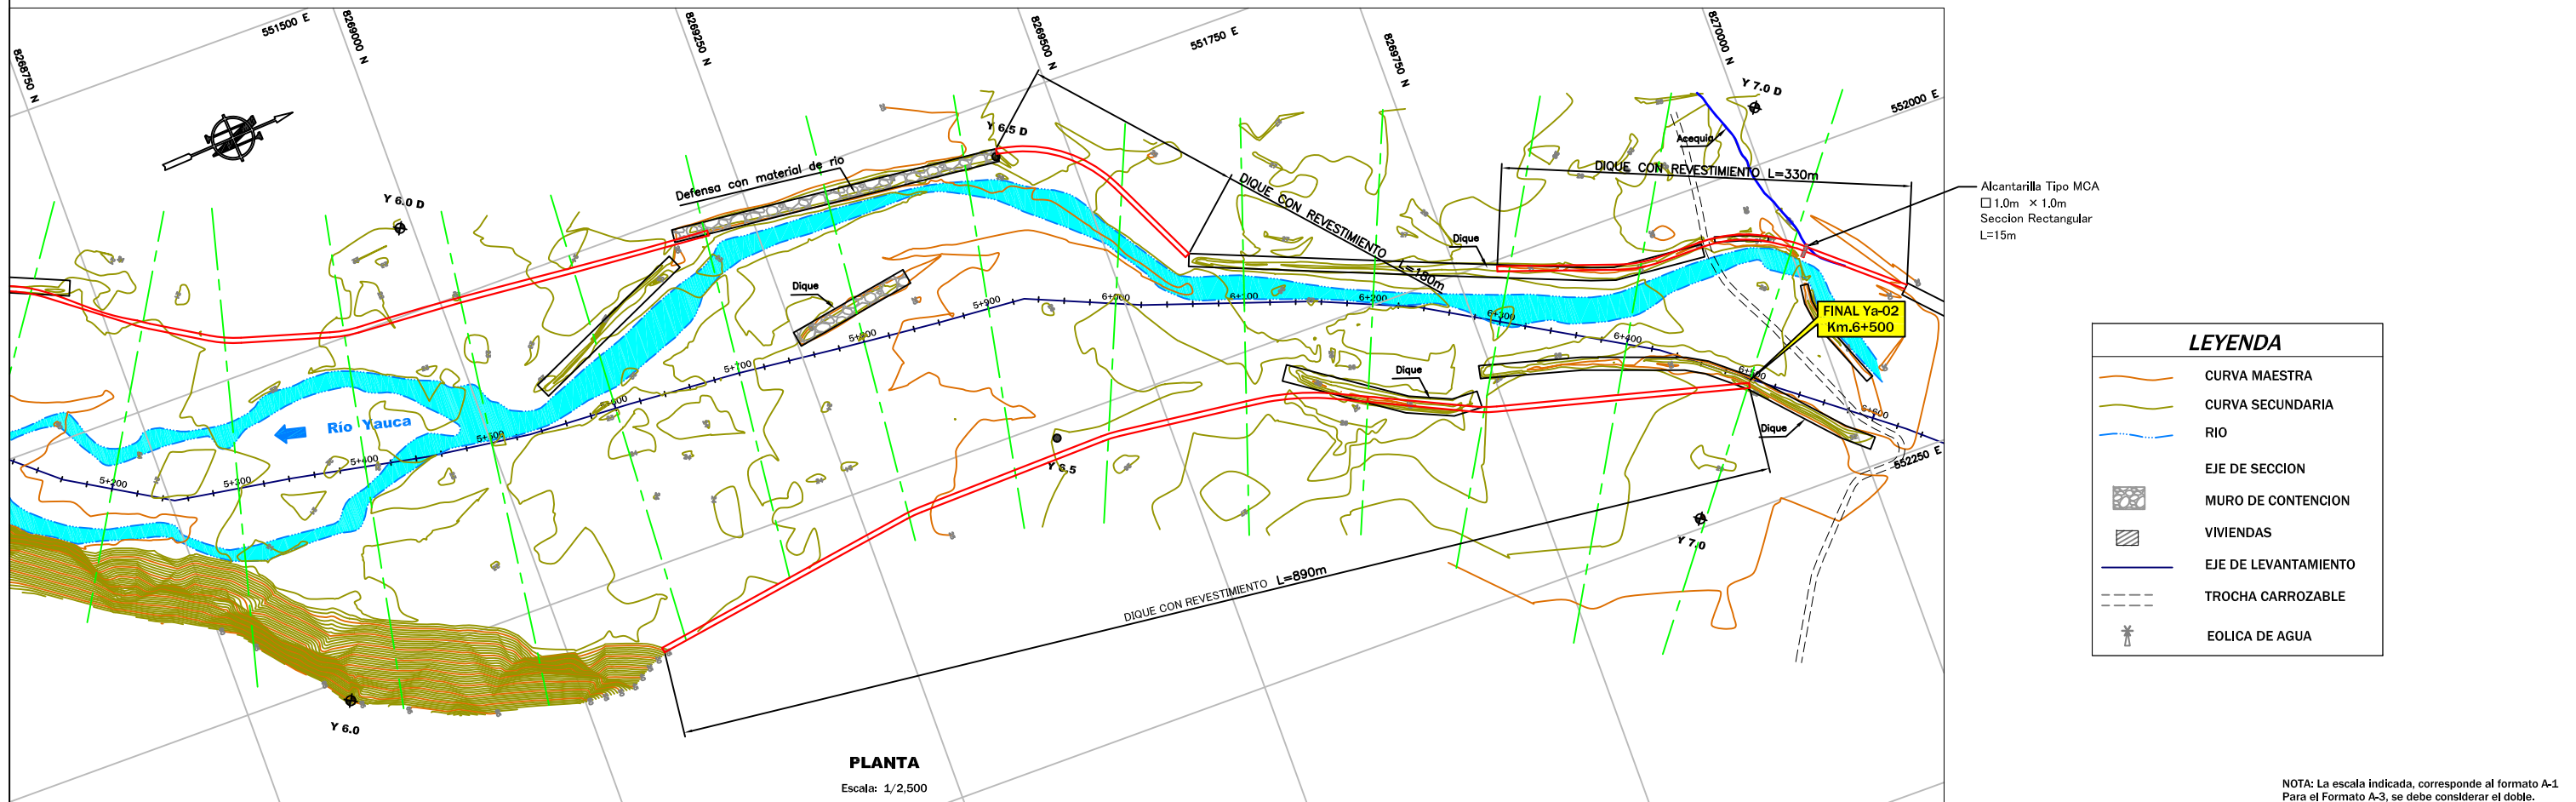 8268750 N
551500 E
8269000 N
8269250 N
8269500 N
551750 E
8269750 N
8270000 N
552000 E
Y 7.0 D
Y 6.5 D
Y 6.0 D
Acequia
Defensa con material de rio
DIQUE CON REVESTIMIENTO L=330m
DIQUE CON REVESTIMIENTO L=180m
Alcantarilla Tipo MCA
1.0m × 1.0m
Seccion Rectangular
L=15m
Dique
Dique
FINAL Ya-02
Km.6+500
Dique
Dique
Río Yauca
5+200
5+300
5+400
5+700
5+800
5+900
6+000
6+100
6+200
6+300
6+400
6+500
6+600
552250 E
Y 6.5
Y 7.0
Y 6.0
DIQUE CON REVESTIMIENTO L=890m
LEYENDA
CURVA MAESTRA
CURVA SECUNDARIA
RIO
EJE DE SECCION
MURO DE CONTENCION
VIVIENDAS
EJE DE LEVANTAMIENTO
TROCHA CARROZABLE
EOLICA DE AGUA
PLANTA
Escala: 1/2,500
NOTA: La escala indicada, corresponde al formato A-1
Para el Formato A-3, se debe considerar el doble.